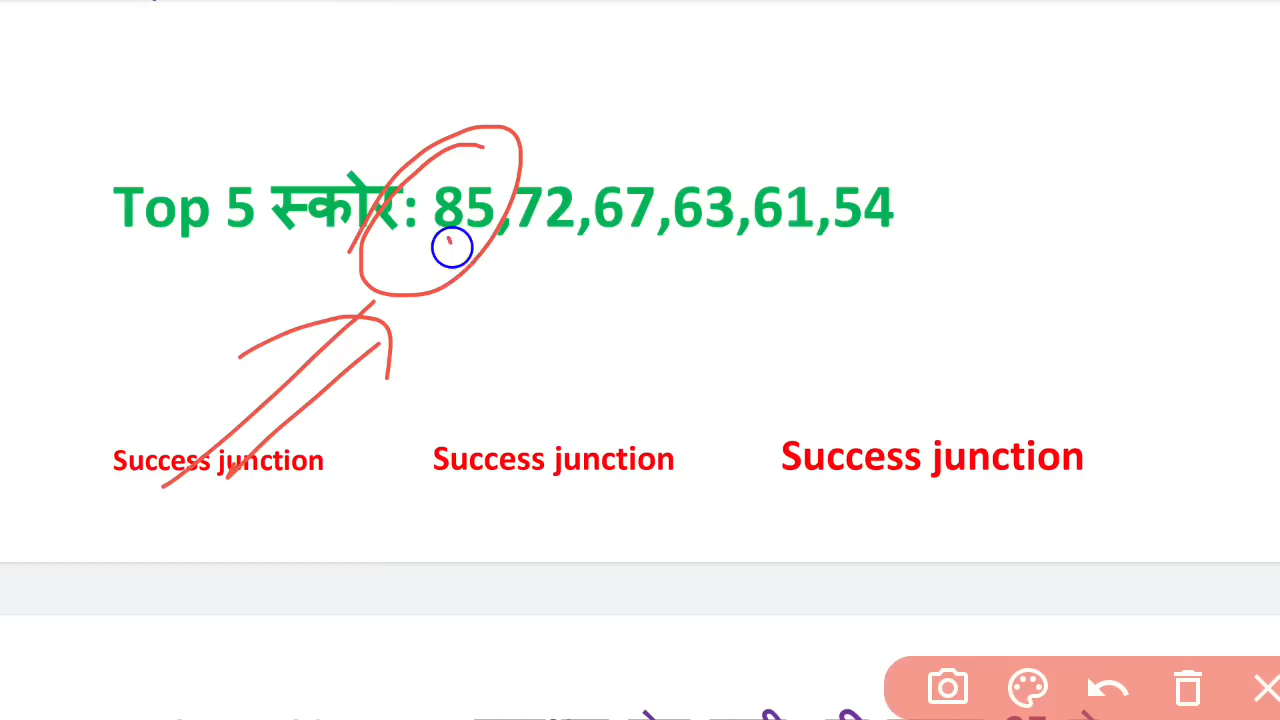 Top 5 स्कोर: 85,72,67,63,61,54
Success junction Success junction Success junction